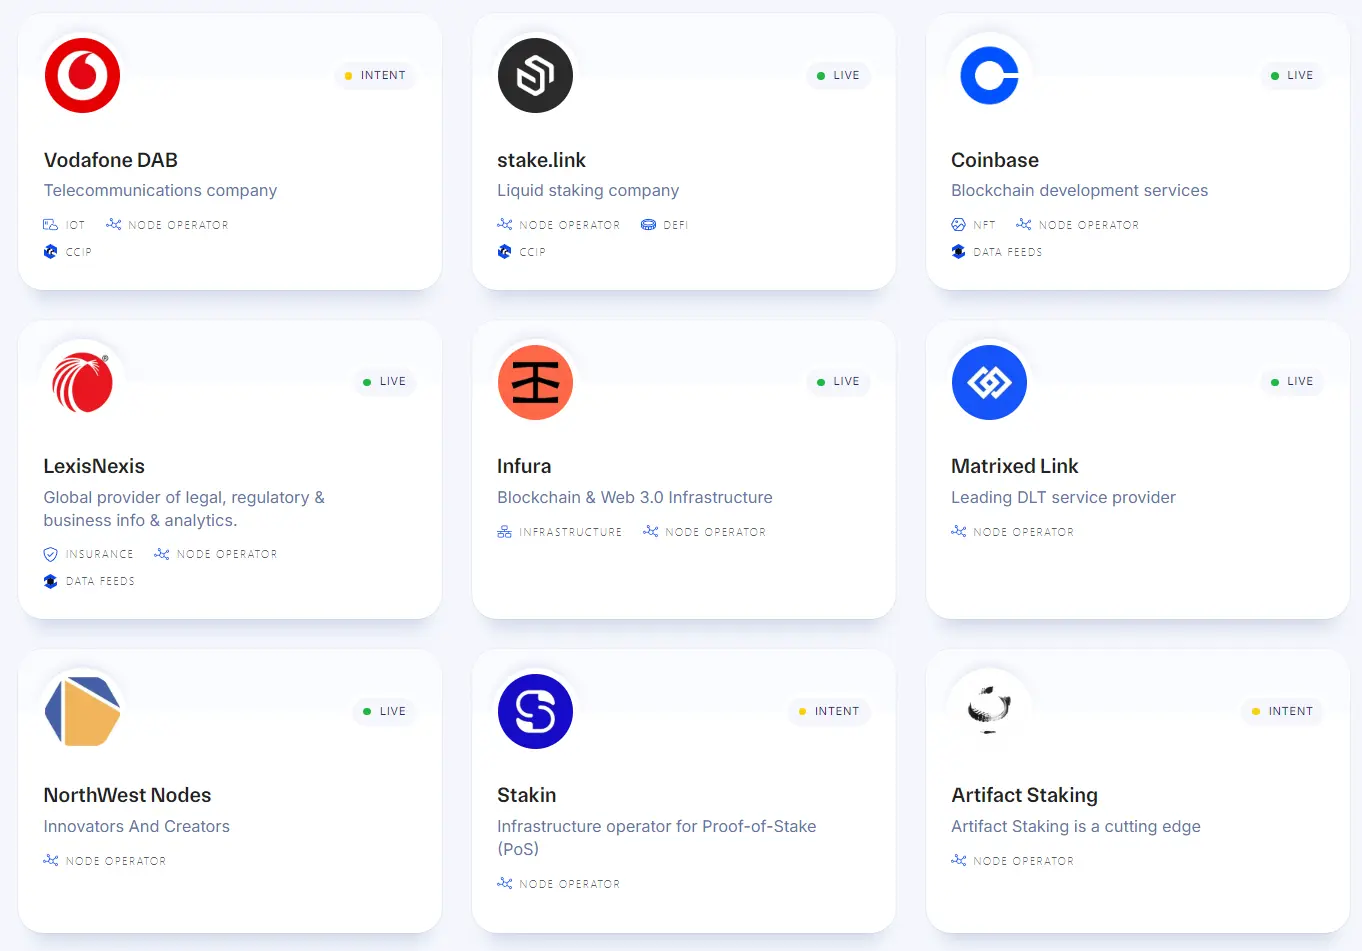 INTENT
Vodafone DAB
Telecommunications company
IOT NODE OPERATOR
CCIP
LIVE
stake.link
Liquid staking company
NODE OPERATOR DEFI
CCIP
LIVE
Coinbase
Blockchain development services
NFT NODE OPERATOR
DATA FEEDS
®
LIVE
LexisNexis
Global provider of legal, regulatory &
business info & analytics.
INSURANCE NODE OPERATOR
DATA FEEDS
LIVE
Infura
Blockchain & Web 3.0 Infrastructure
INFRASTRUCTURE NODE OPERATOR
LIVE
Matrixed Link
Leading DLT service provider
NODE OPERATOR
LIVE
NorthWest Nodes
Innovators And Creators
NODE OPERATOR
INTENT
Stakin
Infrastructure operator for Proof-of-Stake
(PoS)
NODE OPERATOR
INTENT
Artifact Staking
Artifact Staking is a cutting edge
NODE OPERATOR